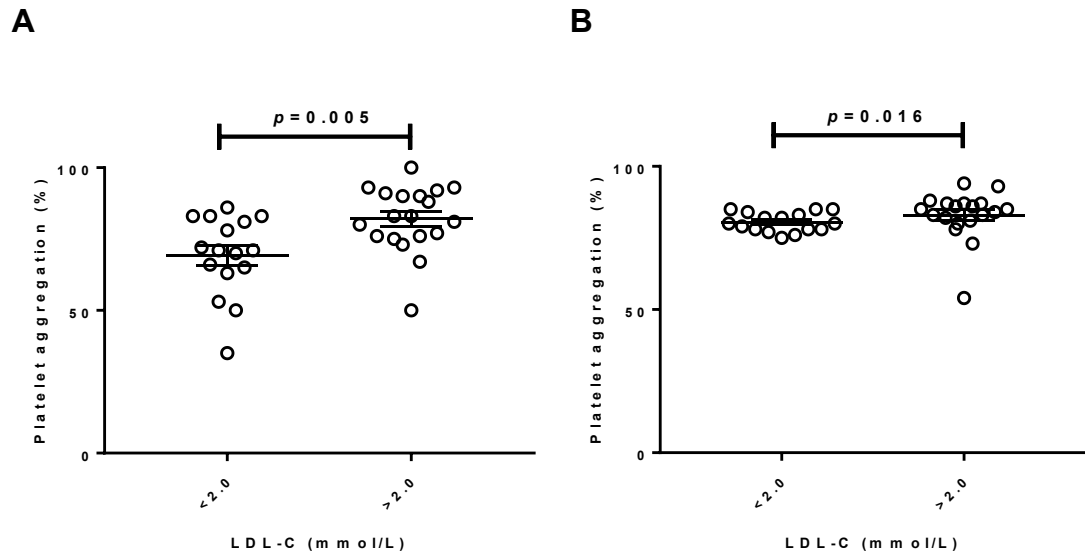 A
B
p=0.005
p=0.016
Platelet aggregation (%)
100
50
0
<2.0
>2.0
LDL-C (mmol/L)
Platelet aggregation (%)
100
50
0
<2.0
>2.0
LDL-C (mmol/L)